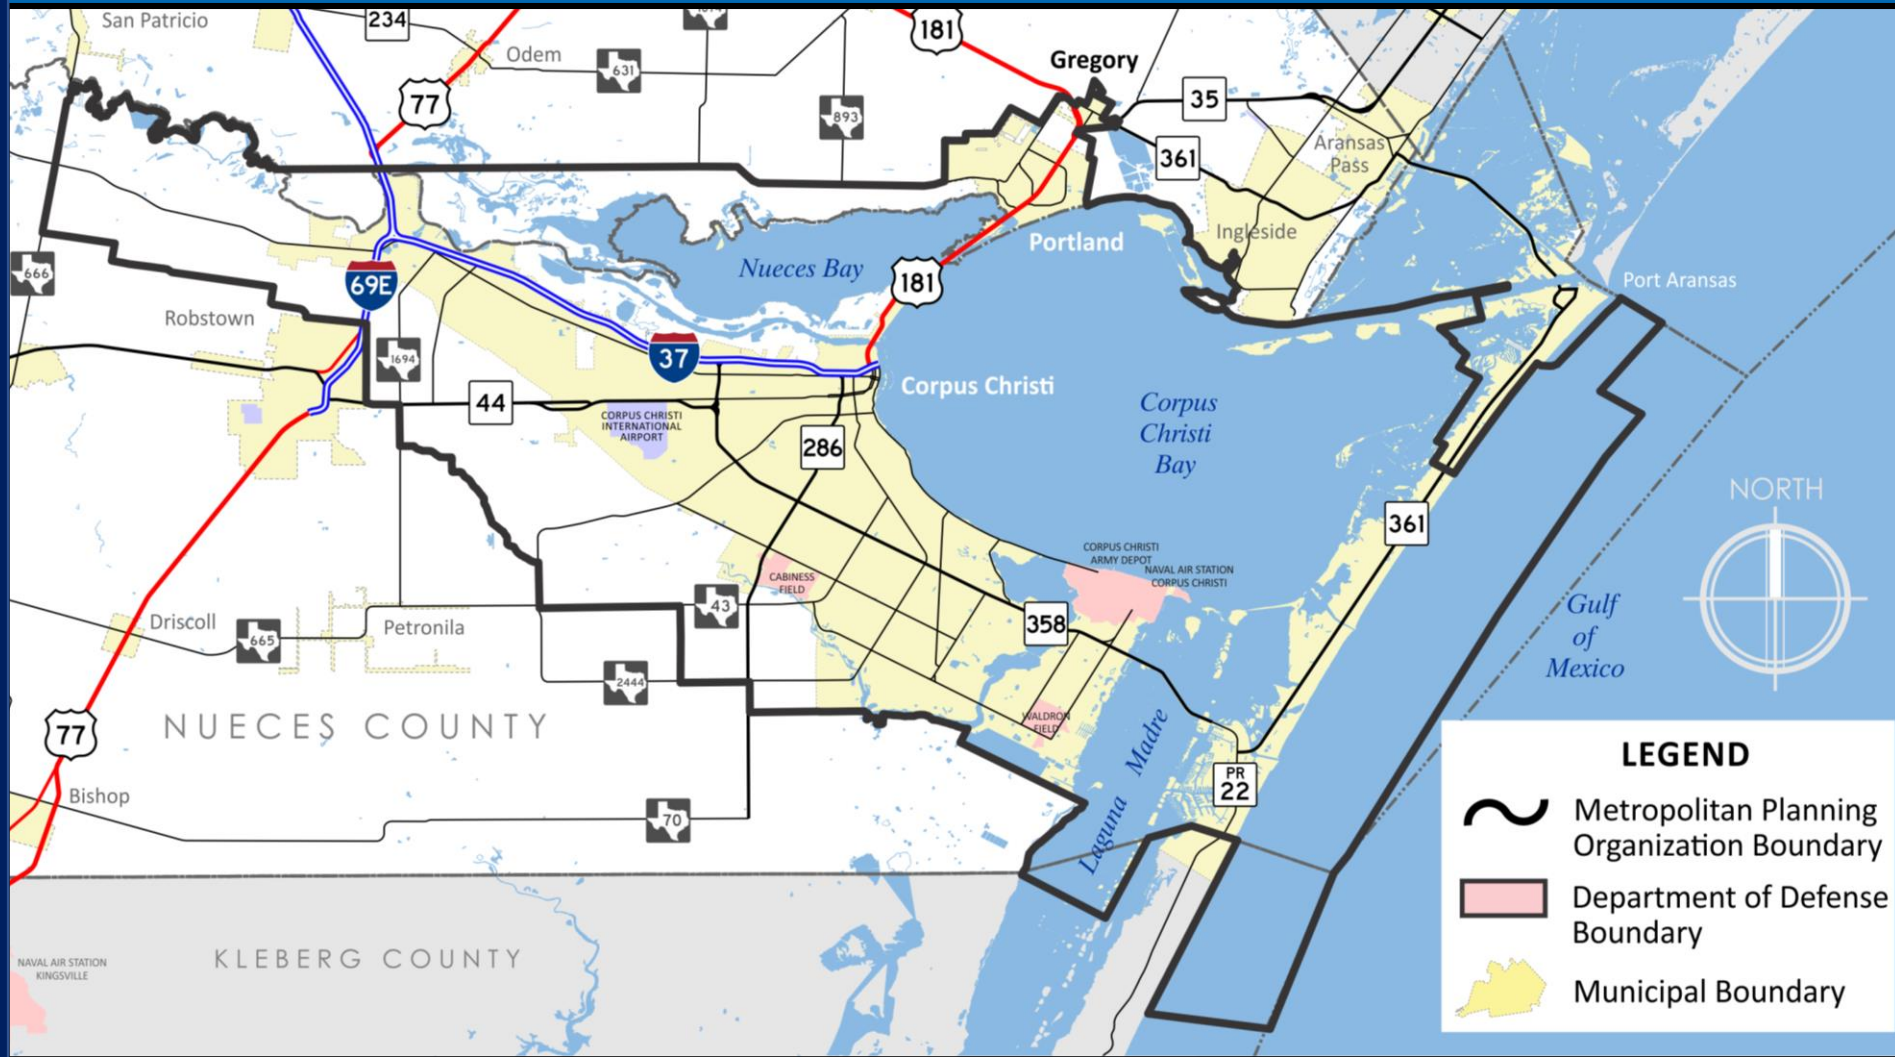 San Patricio
234
181
Odem
631
77
893
Gregory
35
361
Aransas
Pass
Ingleside
Portland
Nueces Bay
181
666
69E
Robstown
1694
37
Port Aransas
Corpus Christi
44
CORPUS CHRISTI
INTERNATIONAL
AIRPORT
286
Corpus
Christi
Bay
NORTH
361
CORPUS CHRISTI
ARMY DEPOT
NAVAL AIR STATION
CORPUS CHRISTI
CABINESS
FIELD
43
358
Gulf
of
Mexico
Driscoll
665
Petronila
2444
WALDRON
FIELD
NUECES COUNTY
77
Laguna Madre
PR
22
Bishop
70
KLEBERG COUNTY
NAVAL AIR STATION
KINGSVILLE
LEGEND
Metropolitan Planning
Organization Boundary
Department of Defense
Boundary
Municipal Boundary